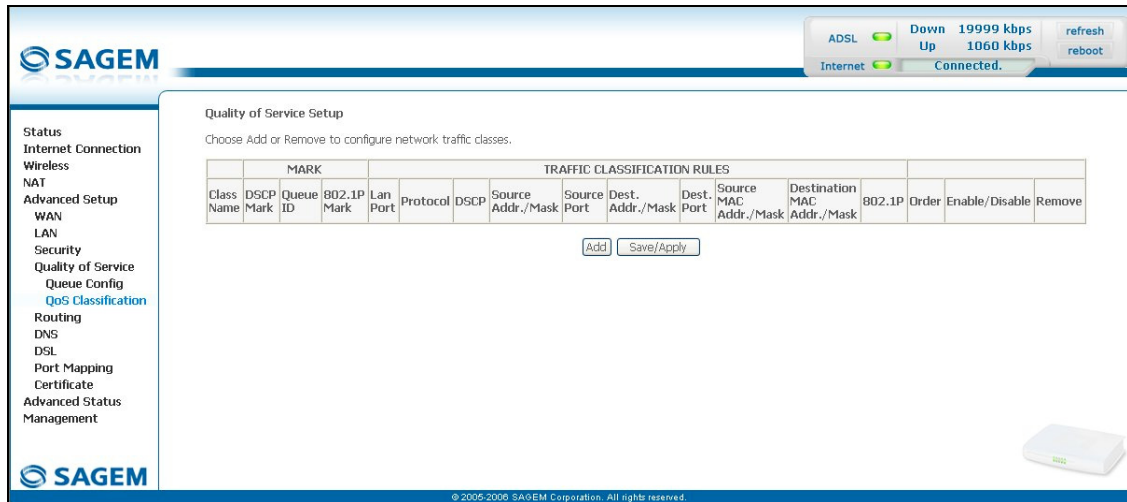 SAGEM
ADSL
Down 19999 kbps
Up 1060 kbps
refresh
reboot
Internet
Connected.
Status
Internet Connection
Wireless
NAT
Advanced Setup
WAN
LAN
Security
Quality of Service
Queue Config
QoS Classification
Routing
DNS
DSL
Port Mapping
Certificate
Advanced Status
Management
SAGEM
Quality of Service Setup
Choose Add or Remove to configure network traffic classes.
MARK
TRAFFIC CLASSIFICATION RULES
Class Name
DSCP Mark
Queue ID
802.1P Mark
Lan Port
Protocol
DSCP
Source Addr./Mask
Source Port
Dest. Addr./Mask
Dest. Port
Source MAC Addr./Mask
Destination MAC Addr./Mask
802.1P
Order
Enable/Disable
Remove
Add
Save/Apply
© 2005-2006 SAGEM Corporation. All rights reserved.